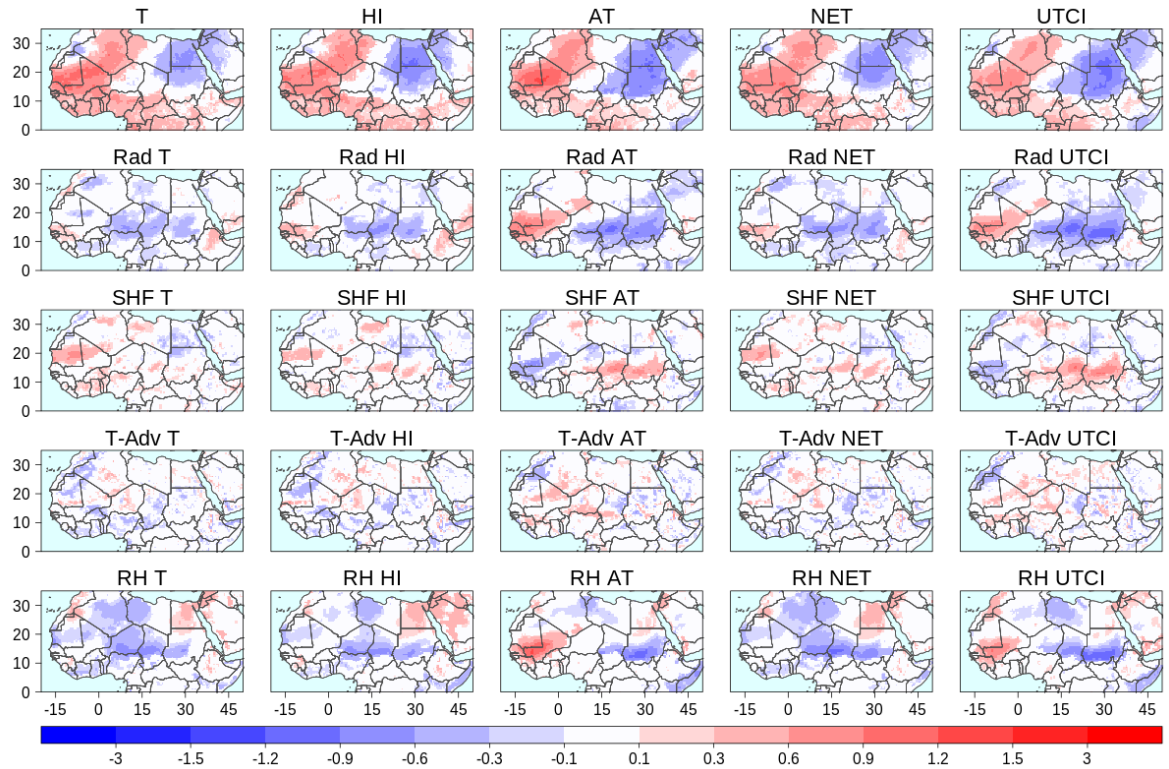 T HI AT NET UTCI
30
20
10
0
Rad T Rad HI Rad AT Rad NET Rad UTCI
30
20
10
0
SHF T SHF HI SHF AT SHF NET SHF UTCI
30
20
10
0
T-Adv T T-Adv HI T-Adv AT T-Adv NET T-Adv UTCI
30
20
10
0
RH T RH HI RH AT RH NET RH UTCI
30
20
10
0
-15 0 15 30 45 -15 0 15 30 45 -15 0 15 30 45 -15 0 15 30 45 -15 0 15 30 45
-3 -1.5 -1.2 -0.9 -0.6 -0.3 -0.1 0.1 0.3 0.6 0.9 1.2 1.5 3